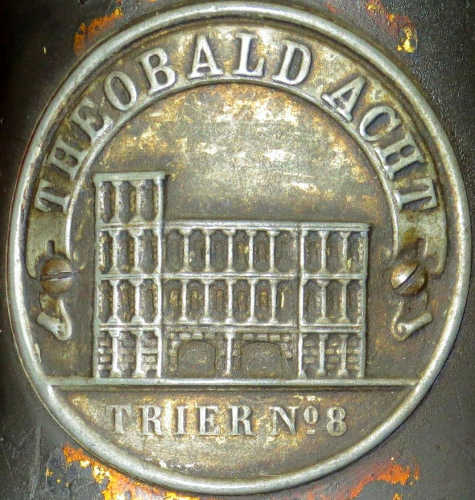 THEOBALD ACHT
TRIER Nº 8